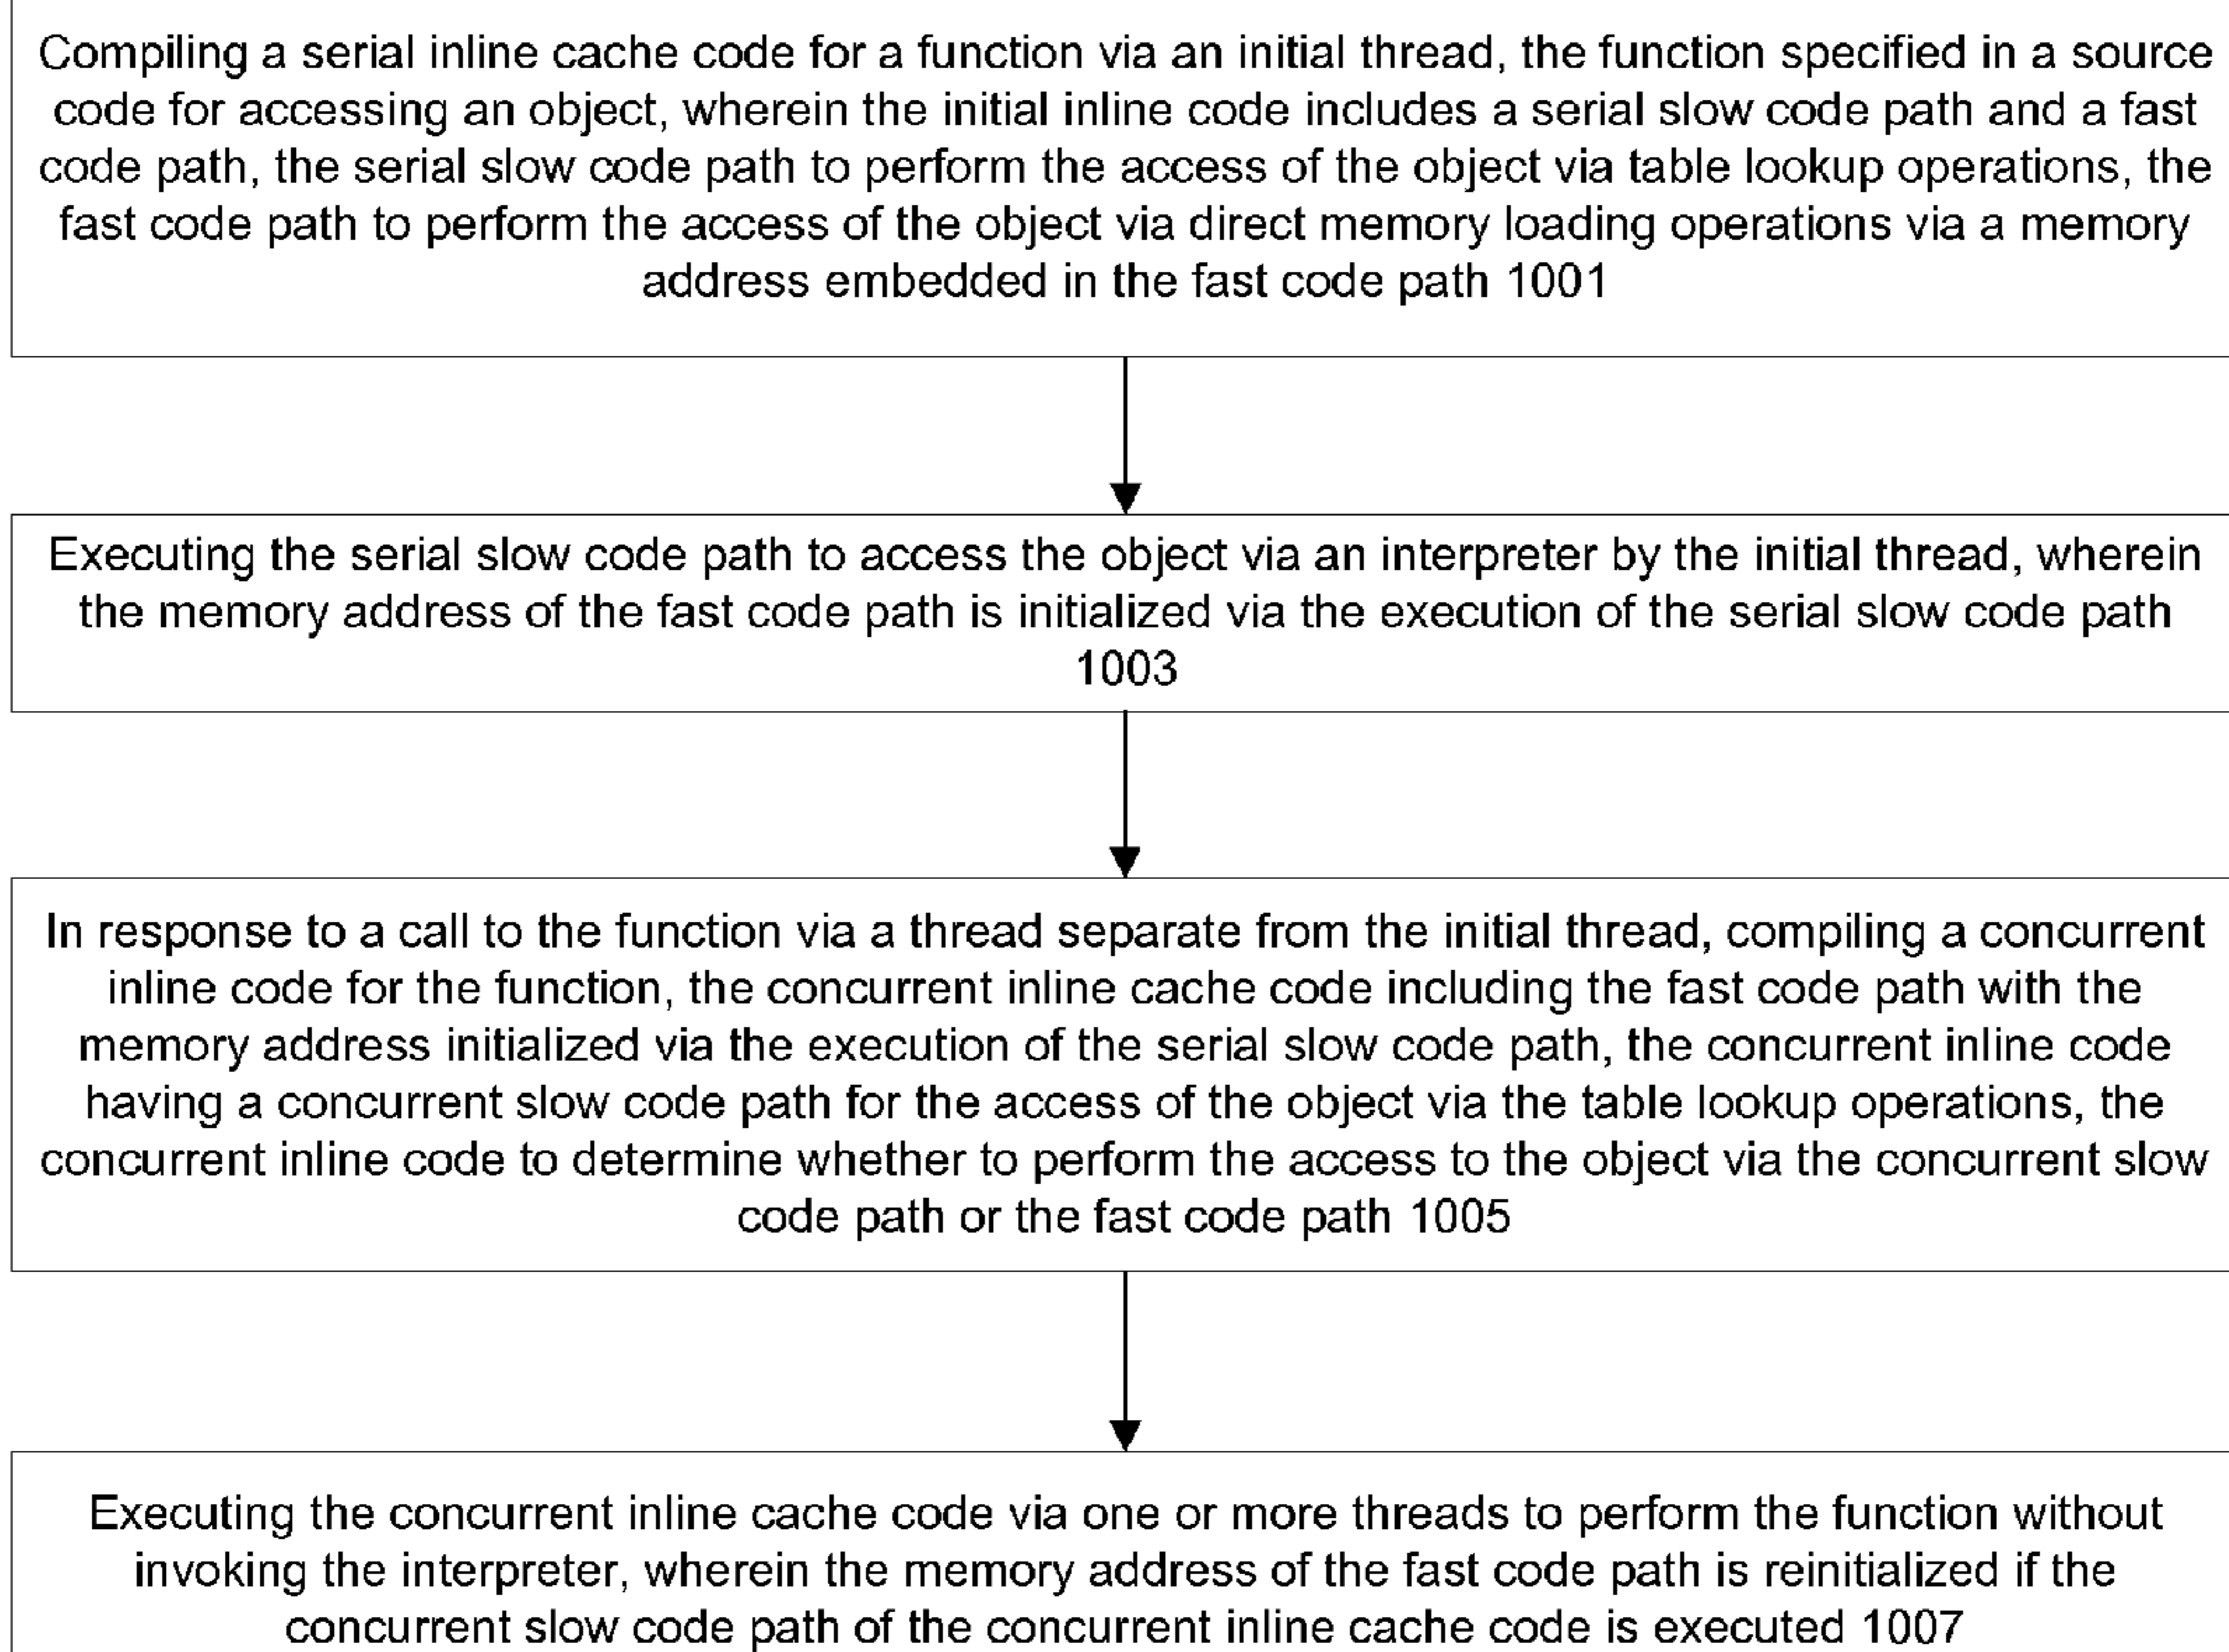 Compiling a serial inline cache code for a function via an initial thread, the function specified in a source
code for accessing an object, wherein the initial inline code includes a serial slow code path and a fast
code path, the serial slow code path to perform the access of the object via table lookup operations, the
fast code path to perform the access of the object via direct memory loading operations via a memory
address embedded in the fast code path 1001
Executing the serial slow code path to access the object via an interpreter by the initial thread, wherein
the memory address of the fast code path is initialized via the execution of the serial slow code path
1003
In response to a call to the function via a thread separate from the initial thread, compiling a concurrent
inline code for the function, the concurrent inline cache code including the fast code path with the
memory address initialized via the execution of the serial slow code path, the concurrent inline code
having a concurrent slow code path for the access of the object via the table lookup operations, the
concurrent inline code to determine whether to perform the access to the object via the concurrent slow
code path or the fast code path 1005
Executing the concurrent inline cache code via one or more threads to perform the function without
invoking the interpreter, wherein the memory address of the fast code path is reinitialized if the
concurrent slow code path of the concurrent inline cache code is executed 1007